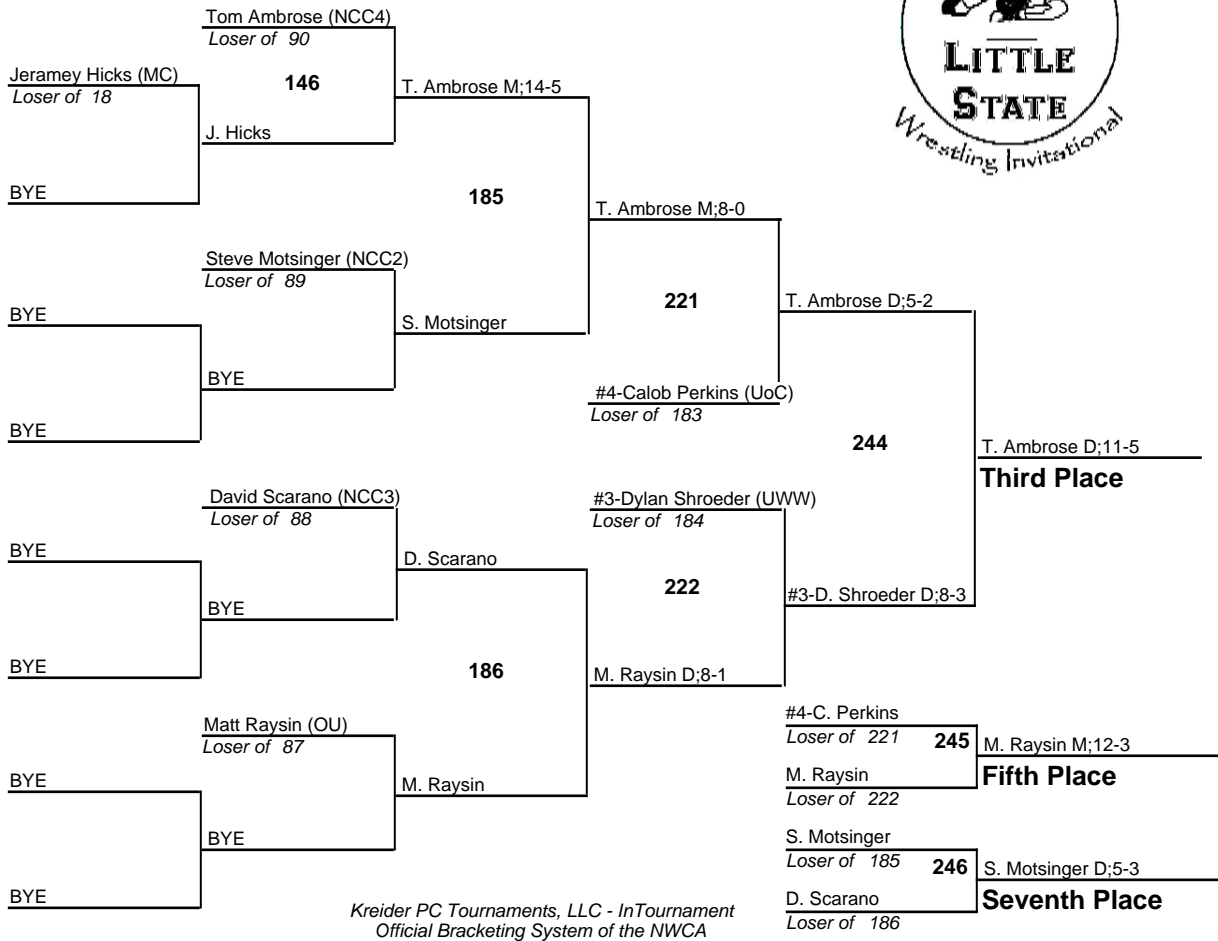 Tom Ambrose (NCC4)
Loser of 90
Jeramey Hicks (MC)
Loser of 18
146
T. Ambrose M;14-5
J. Hicks
BYE
185
T. Ambrose M;8-0
Steve Motsinger (NCC2)
Loser of 89
BYE
S. Motsinger
221
T. Ambrose D;5-2
BYE
#4-Calob Perkins (UoC)
Loser of 183
BYE
244
T. Ambrose D;11-5
Third Place
David Scarano (NCC3)
Loser of 88
#3-Dylan Shroeder (UWW)
Loser of 184
BYE
D. Scarano
222
#3-D. Shroeder D;8-3
BYE
BYE
186
M. Raysin D;8-1
Matt Raysin (OU)
Loser of 87
BYE
M. Raysin
BYE
BYE
#4-C. Perkins
Loser of 221
245
M. Raysin M;12-3
Fifth Place
M. Raysin
Loser of 222
S. Motsinger
Loser of 185
246
S. Motsinger D;5-3
Seventh Place
D. Scarano
Loser of 186
Kreider PC Tournaments, LLC - InTournament
Official Bracketing System of the NWCA
LITTLE
STATE
Wrestling Invitational